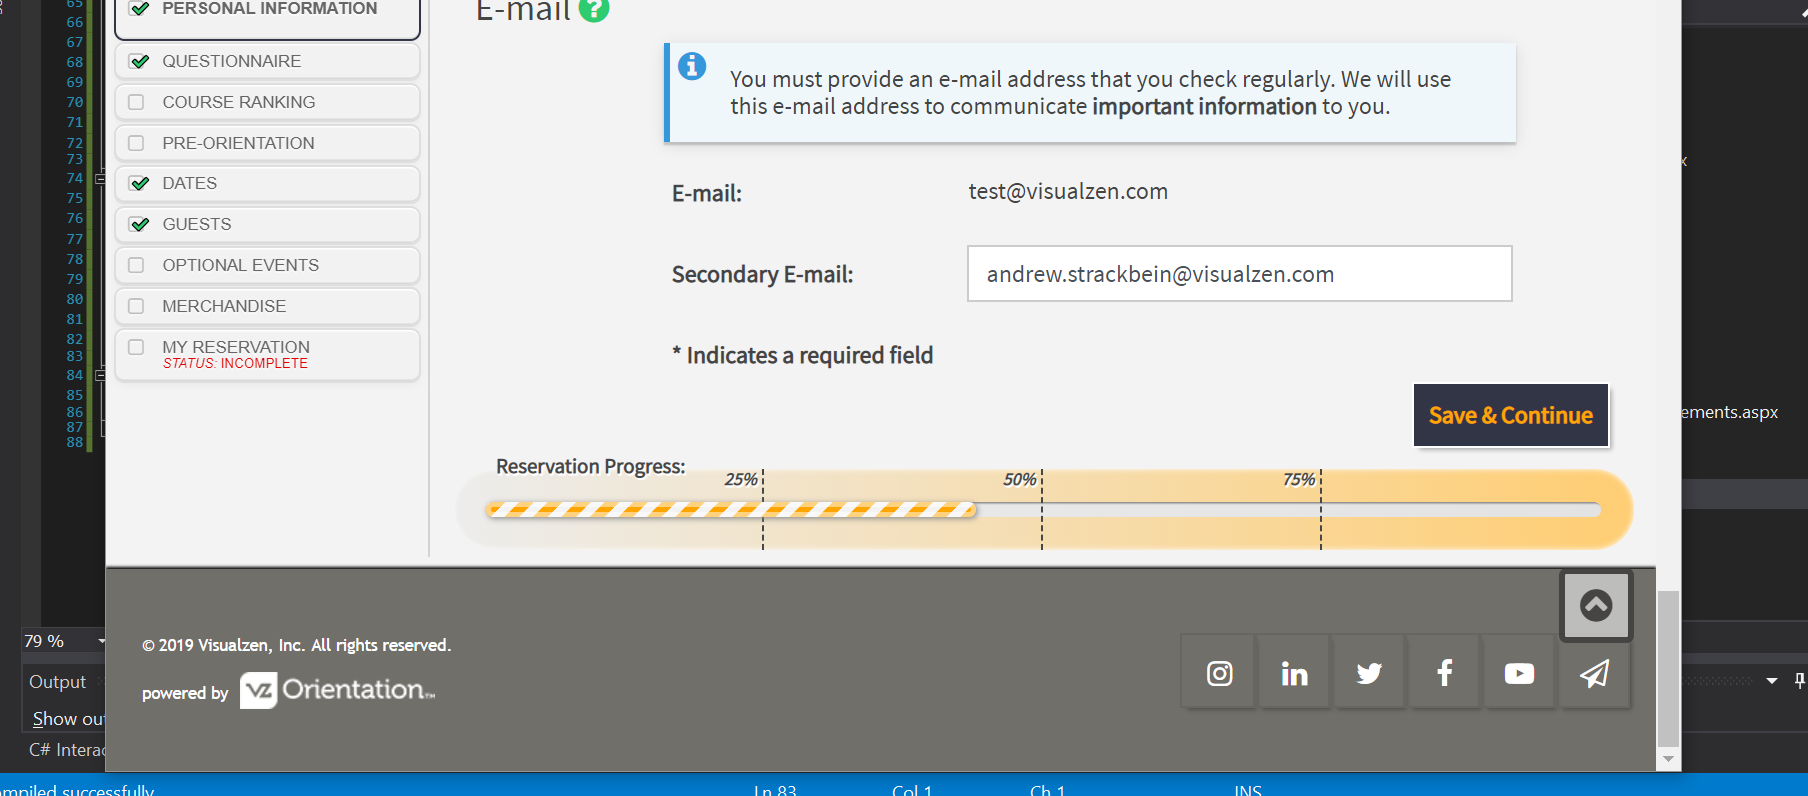 PERSONAL INFORMATION
QUESTIONNAIRE
COURSE RANKING
PRE-ORIENTATION
DATES
GUESTS
OPTIONAL EVENTS
MERCHANDISE
MY RESERVATION
STATUS: INCOMPLETE
E-mail ?
You must provide an e-mail address that you check regularly. We will use
this e-mail address to communicate important information to you.
E-mail: test@visualzen.com
Secondary E-mail: andrew.strackbein@visualzen.com
* Indicates a required field
Save & Continue
Reservation Progress:
25% 50% 75%
© 2019 Visualzen, Inc. All rights reserved.
powered by VZ Orientation™
65
66
67
68
69
70
71
72
73
74
75
76
77
78
79
80
81
82
83
84
85
86
87
88
79 %
Output
Show ou
C# Interac
mpiled successfully
Ln 83 Col 1 Ch 1 INS
x
ements.aspx